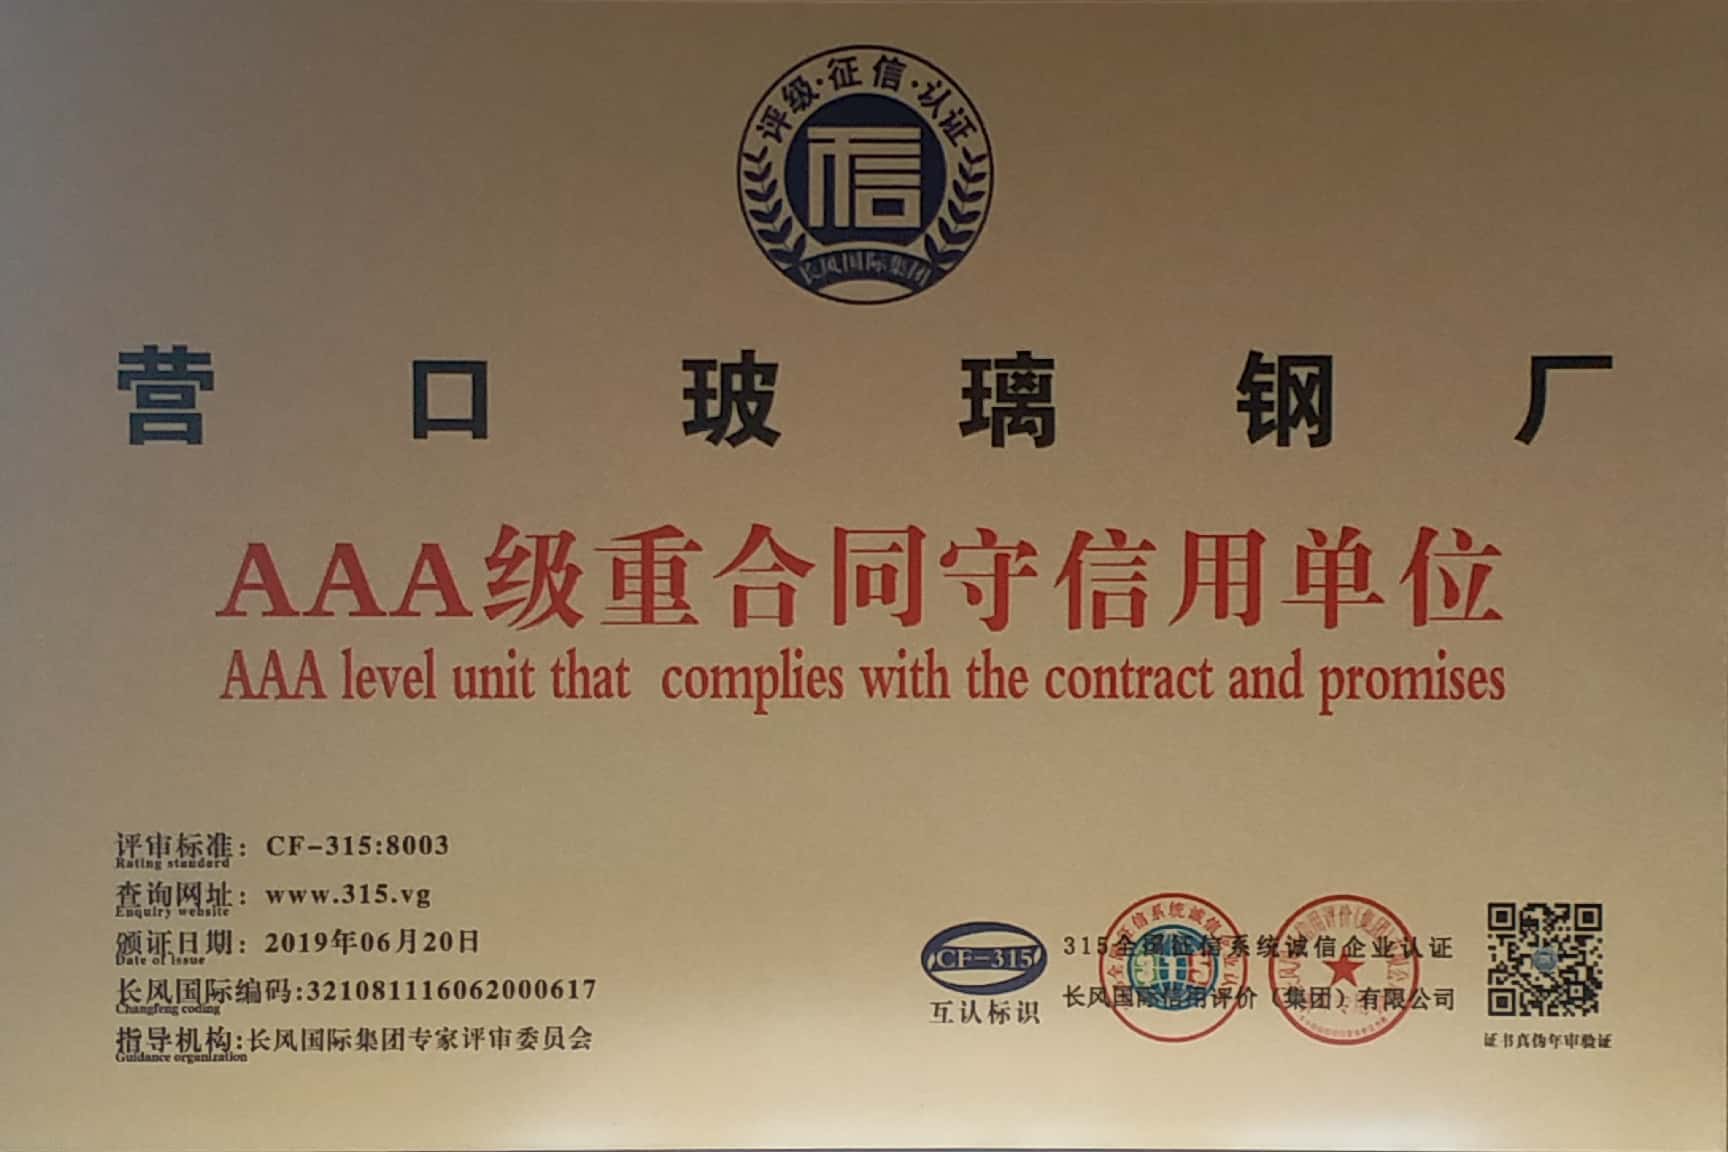 评级·征信·认证
信
长风国际集团
营口玻璃钢厂
AAA级重合同守信用单位
AAA level unit that complies with the contract and promises
评审标准：CF-315:8003
Rating standard
查询网址：www.315.vg
Enquiry website
颁证日期：2019年06月20日
Date of issue
长风国际编码:321081116062000617
Changfeng coding
指导机构:长风国际集团专家评审委员会
Guidance organization
CF-315
互认标识
315全国征信系统诚信企业认证
长风国际信用评价（集团）有限公司
证书真伪年审验证